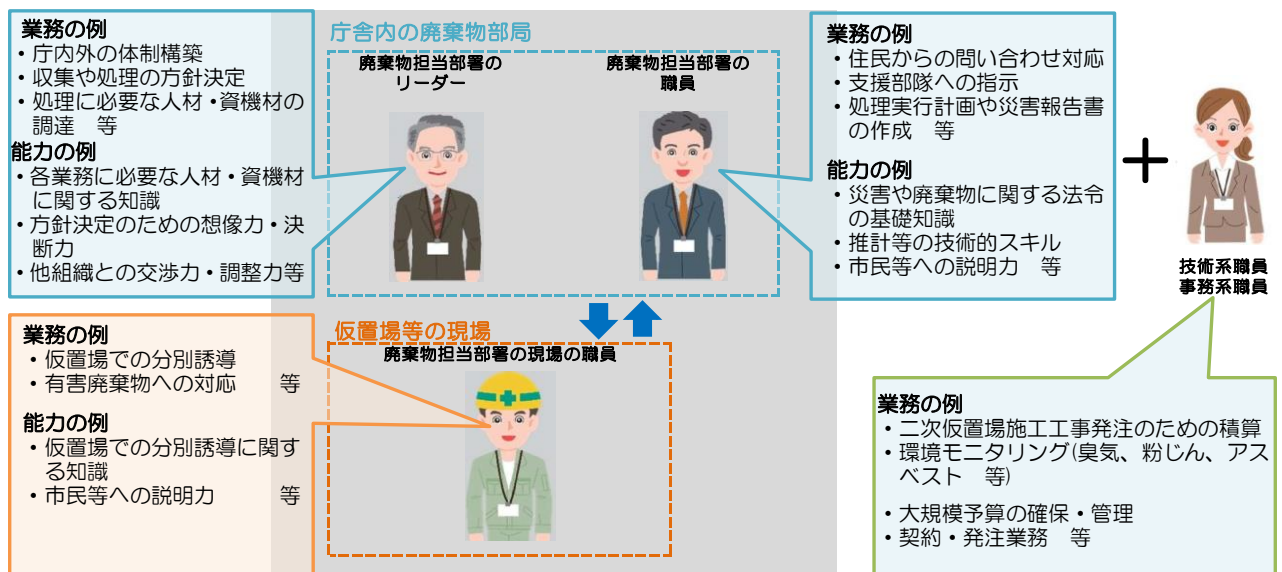 業務の例
・庁内外の体制構築
・収集や処理の方針決定
・処理に必要な人材・資機材の
調達　等
能力の例
・各業務に必要な人材・資機材
に関する知識
・方針決定のための想像力・決
断力
・他組織との交渉力・調整力等
庁舎内の廃棄物部局
廃棄物担当部署の
リーダー
廃棄物担当部署の
職員
業務の例
・住民からの問い合わせ対応
・支援部隊への指示
・処理実行計画や災害報告書
の作成　等
能力の例
・災害や廃棄物に関する法令
の基礎知識
・推計等の技術的スキル
・市民等への説明力　等
＋
技術系職員
事務系職員
業務の例
・仮置場での分別誘導
・有害廃棄物への対応　　等
能力の例
・仮置場での分別誘導に関す
る知識
・市民等への説明力　　　等
仮置場等の現場
廃棄物担当部署の現場の職員
業務の例
・二次仮置場施工工事発注のための積算
・環境モニタリング(臭気、粉じん、アス
ベスト　等)
・大規模予算の確保・管理
・契約・発注業務　等